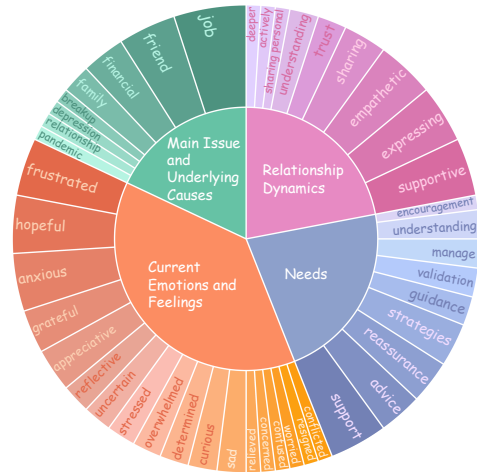 deeper
actively
sharing personal
understanding
trust
sharing
empathetic
expressing
supportive
Relationship
Dynamics
encouragement
understanding
manage
validation
guidance
strategies
reassurance
advice
support
Needs
conflicted
resigned
worried
confused
concerned
relieved
sad
curious
determined
overwhelmed
stressed
uncertain
reflective
appreciative
grateful
anxious
hopeful
frustrated
Current
Emotions and
Feelings
pandemic
relationship
depression
breakup
family
financial
friend
job
Main Issue
and
Underlying
Causes